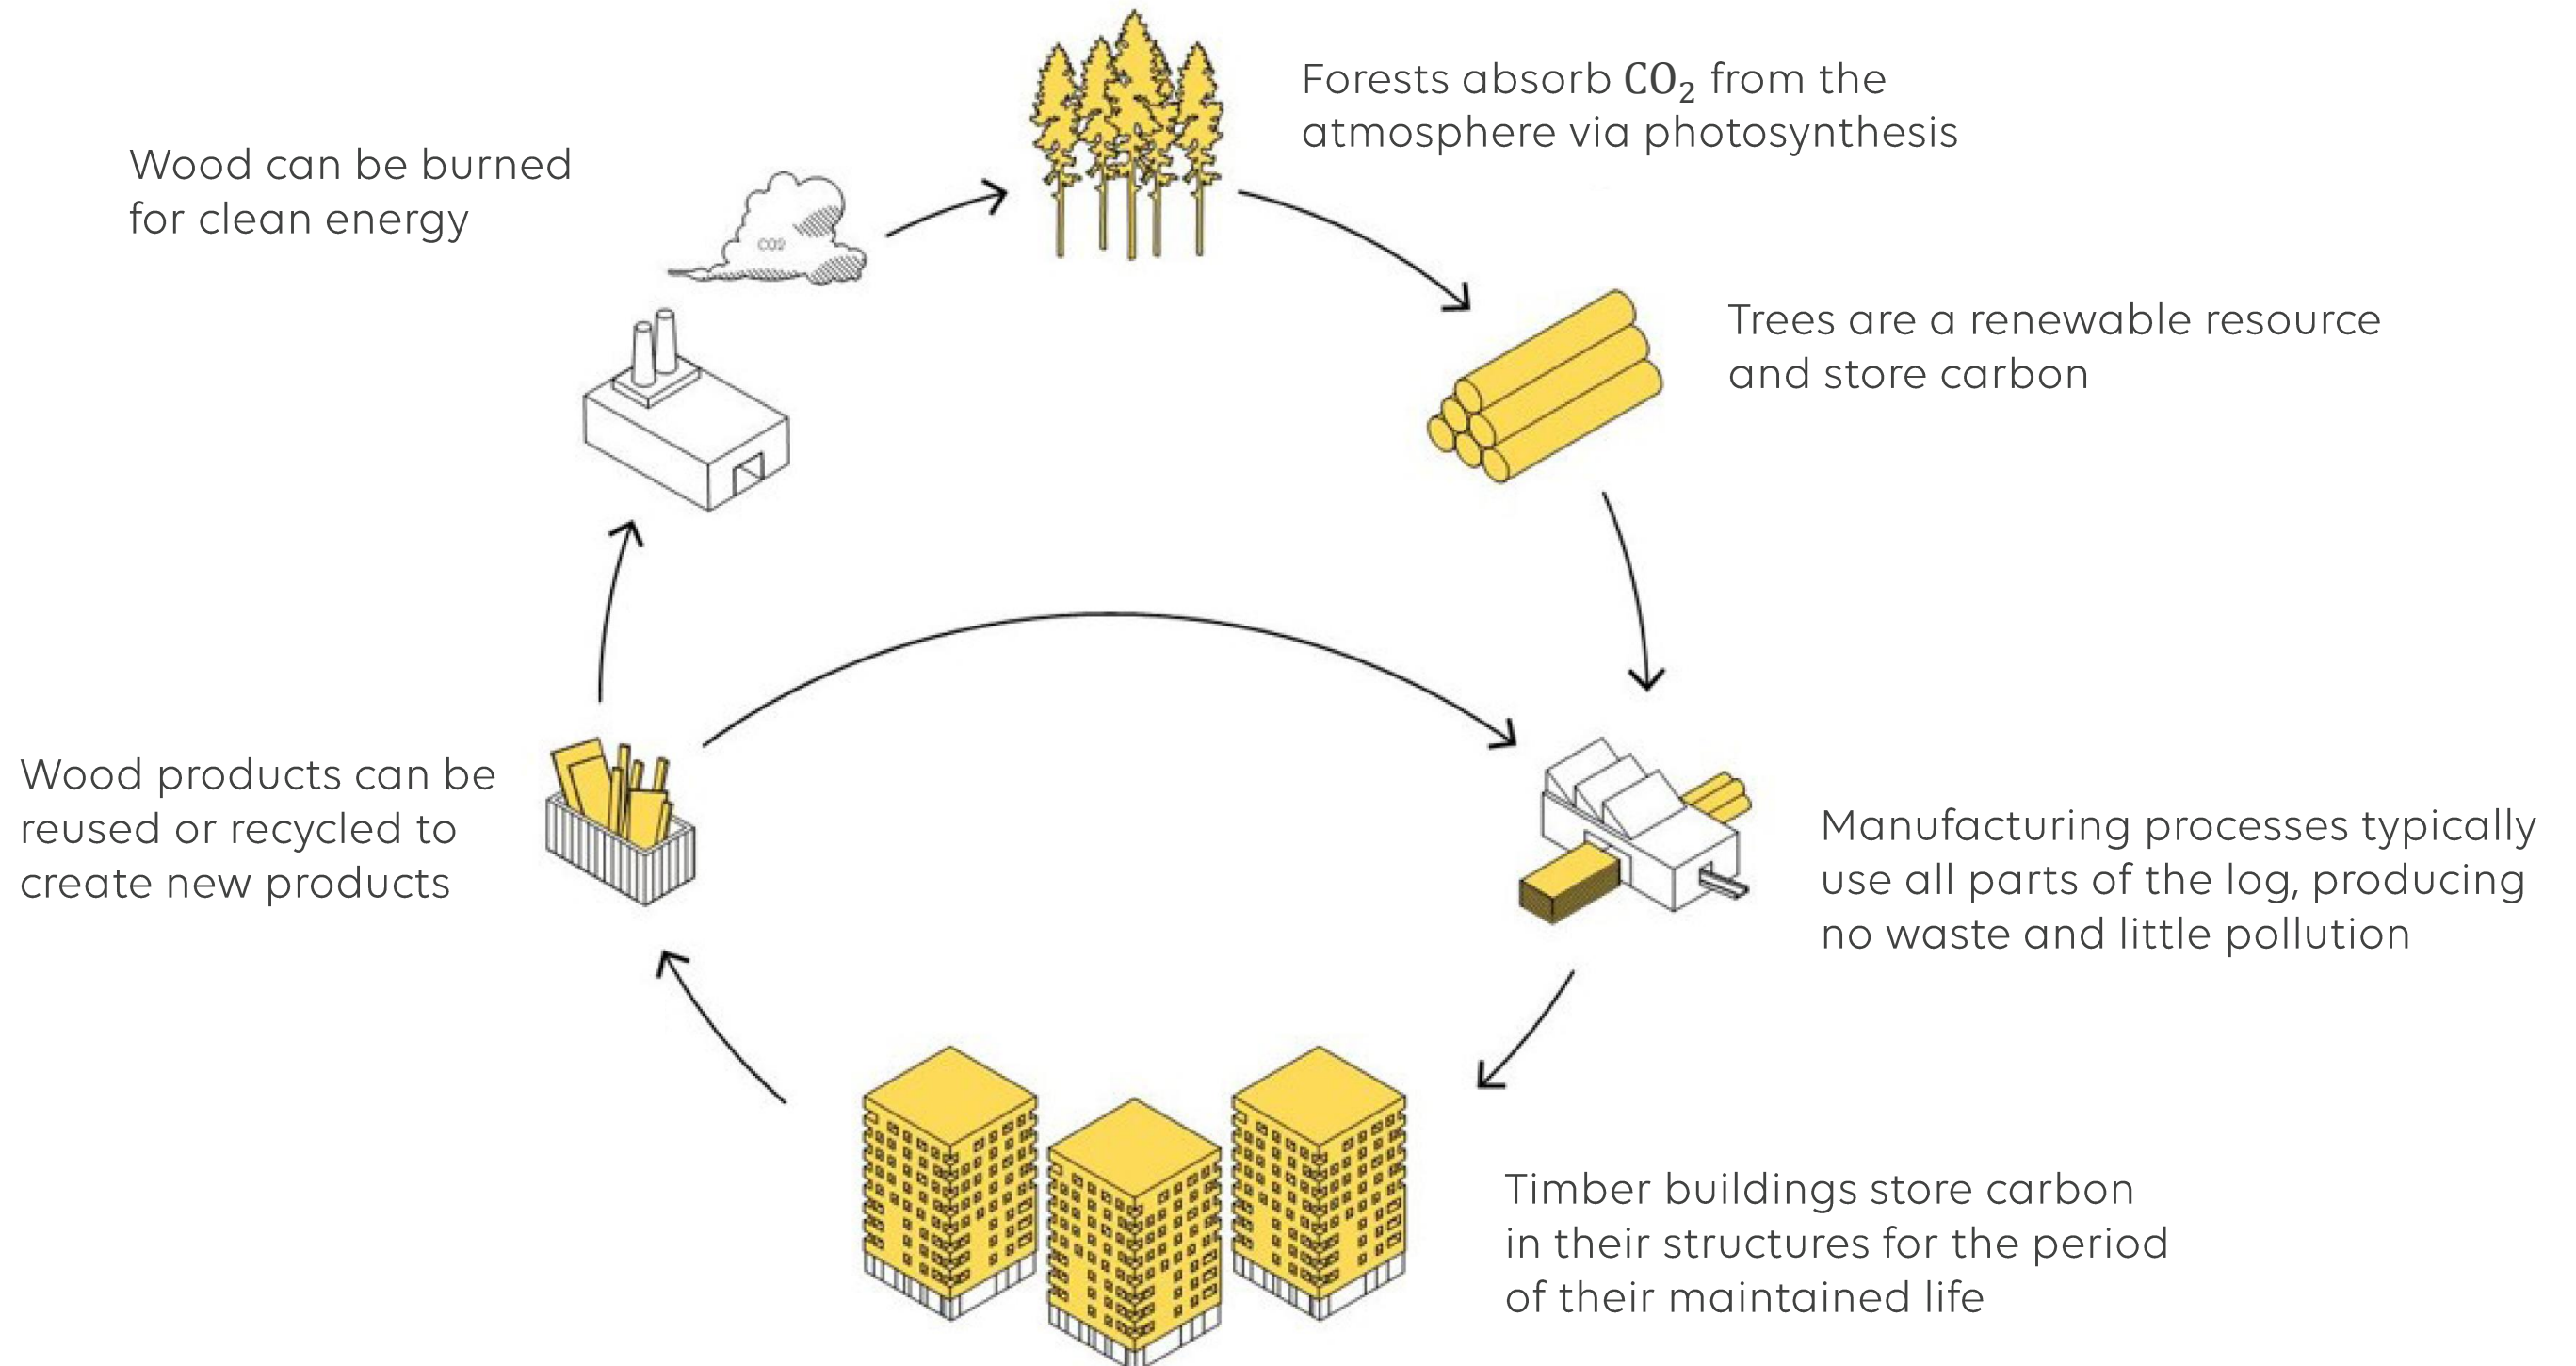 Forests absorb CO₂ from the
atmosphere via photosynthesis
Trees are a renewable resource
and store carbon
Manufacturing processes typically
use all parts of the log, producing
no waste and little pollution
Timber buildings store carbon
in their structures for the period
of their maintained life
Wood products can be
reused or recycled to
create new products
Wood can be burned
for clean energy
CO2